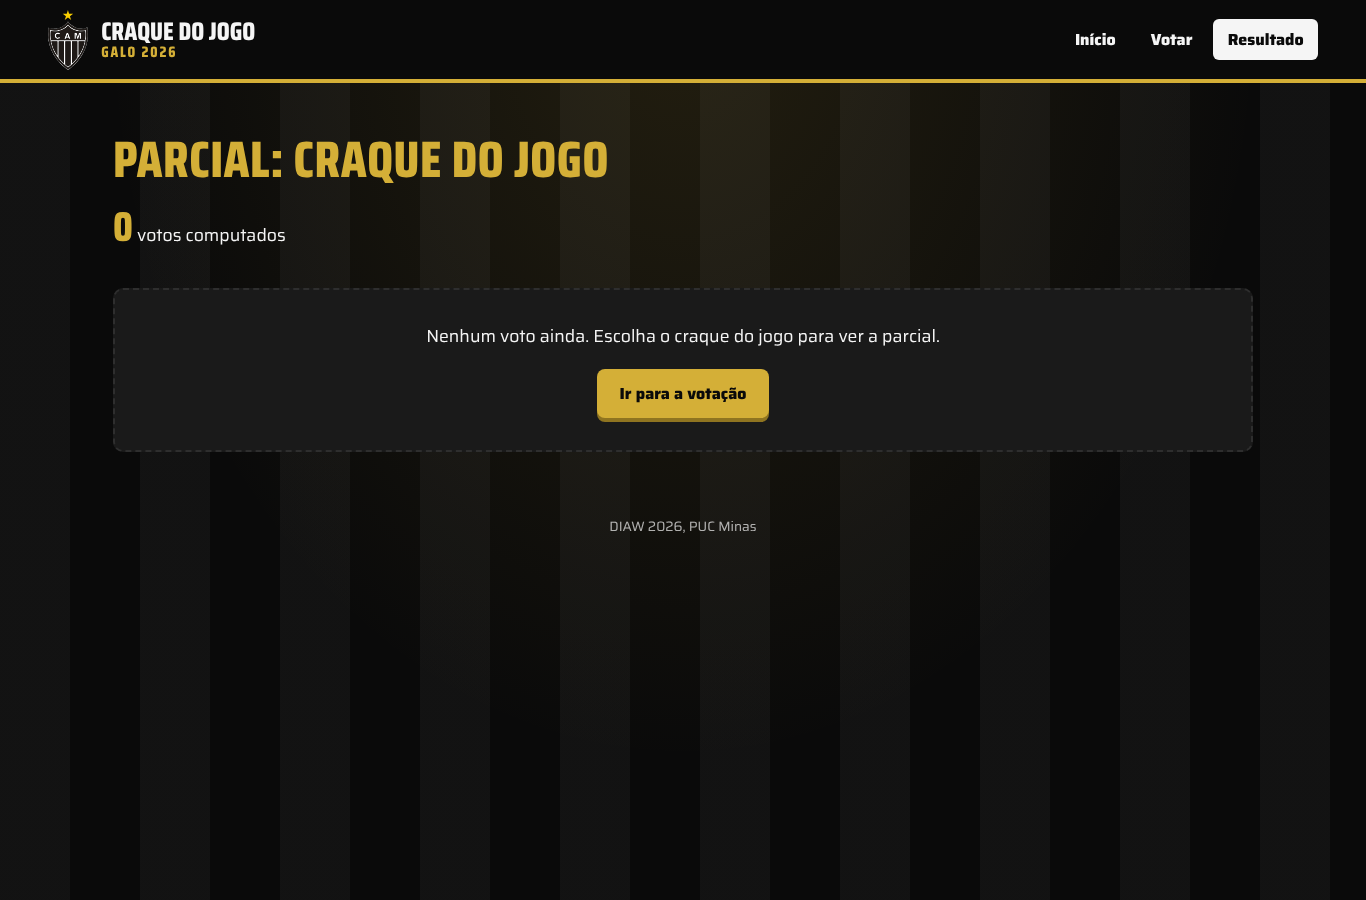 CAM
CRAQUE DO JOGO
GALO 2026
Início
Votar
Resultado
PARCIAL: CRAQUE DO JOGO
0 votos computados
Nenhum voto ainda. Escolha o craque do jogo para ver a parcial.
Ir para a votação
DIAW 2026, PUC Minas